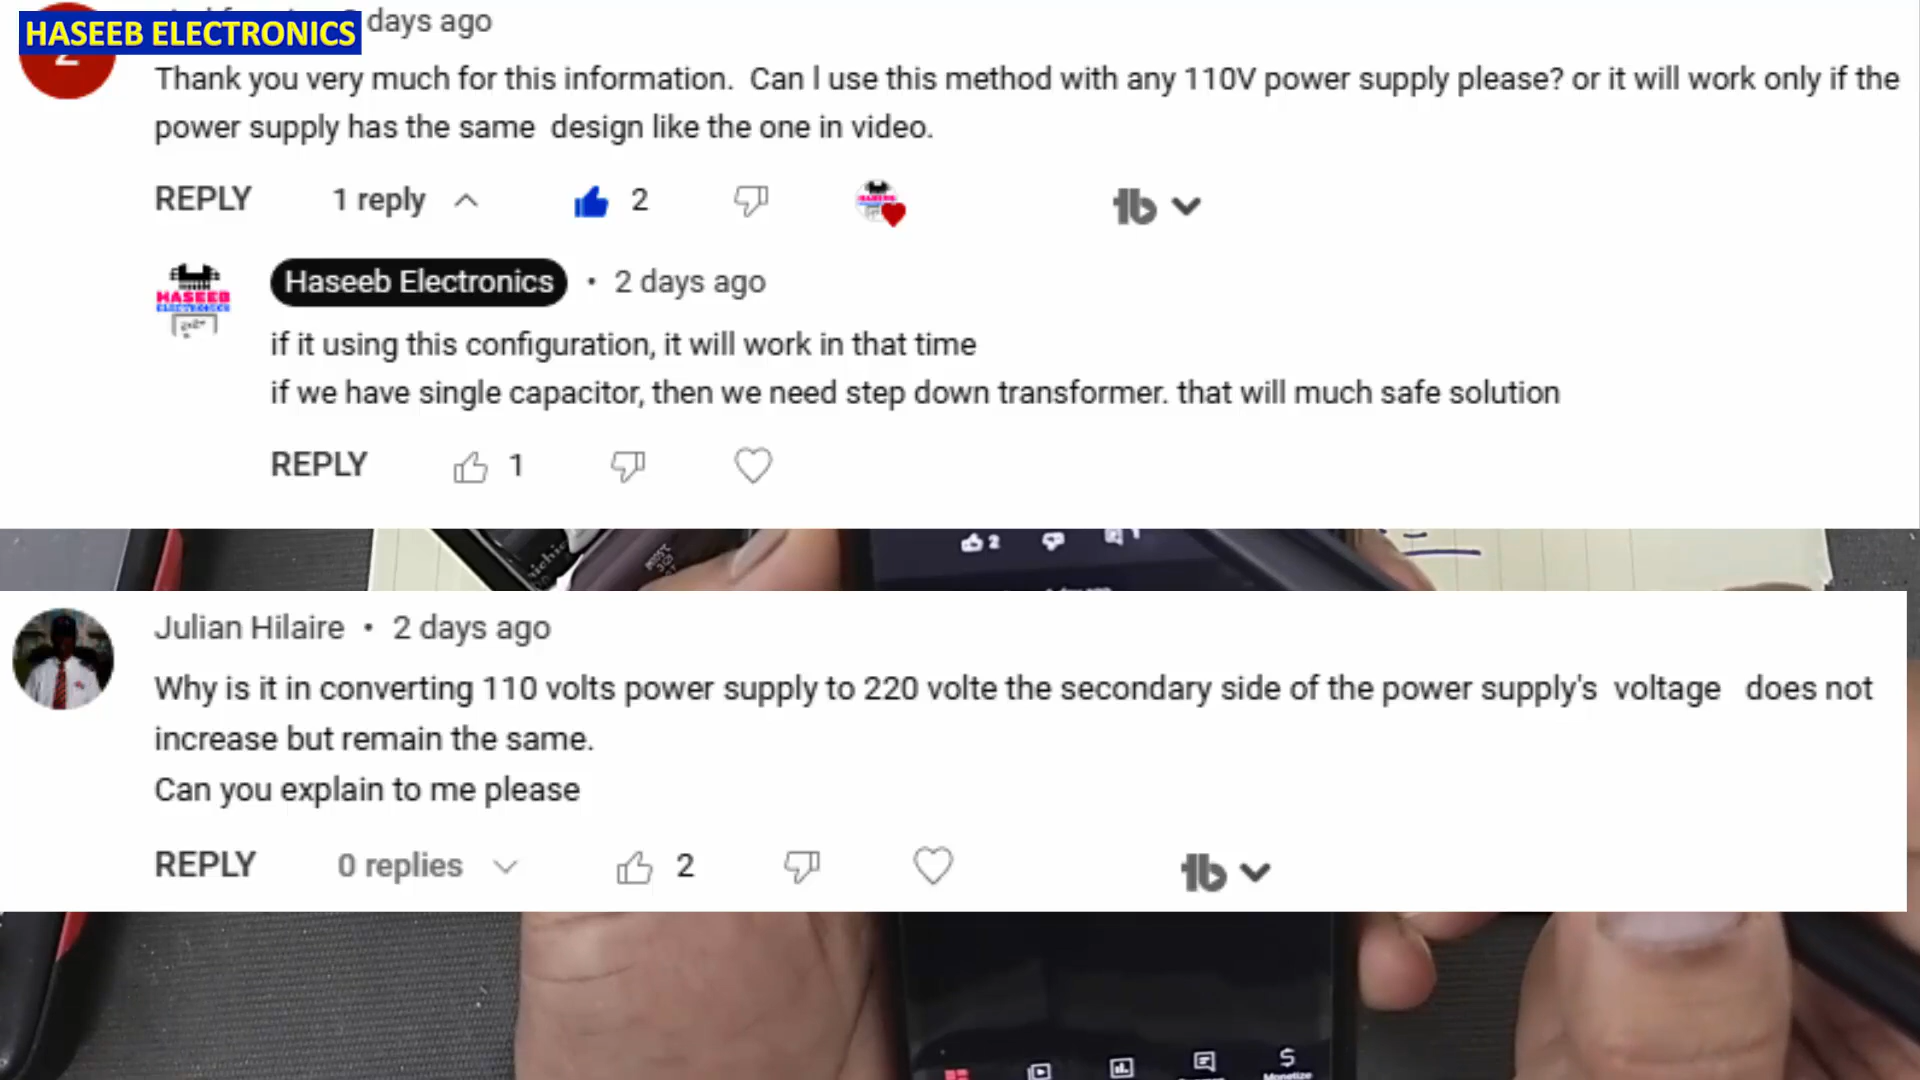 HASEEB ELECTRONICS
days ago
Thank you very much for this information. Can I use this method with any 110V power supply please? or it will work only if the
power supply has the same design like the one in video.
REPLY 1 reply 2
HASEEB
Haseeb Electronics • 2 days ago
if it using this configuration, it will work in that time
if we have single capacitor, then we need step down transformer. that will much safe solution
REPLY 1
2 1
Julian Hilaire • 2 days ago
Why is it in converting 110 volts power supply to 220 volte the secondary side of the power supply's voltage does not
increase but remain the same.
Can you explain to me please
REPLY 0 replies 2
Monetize